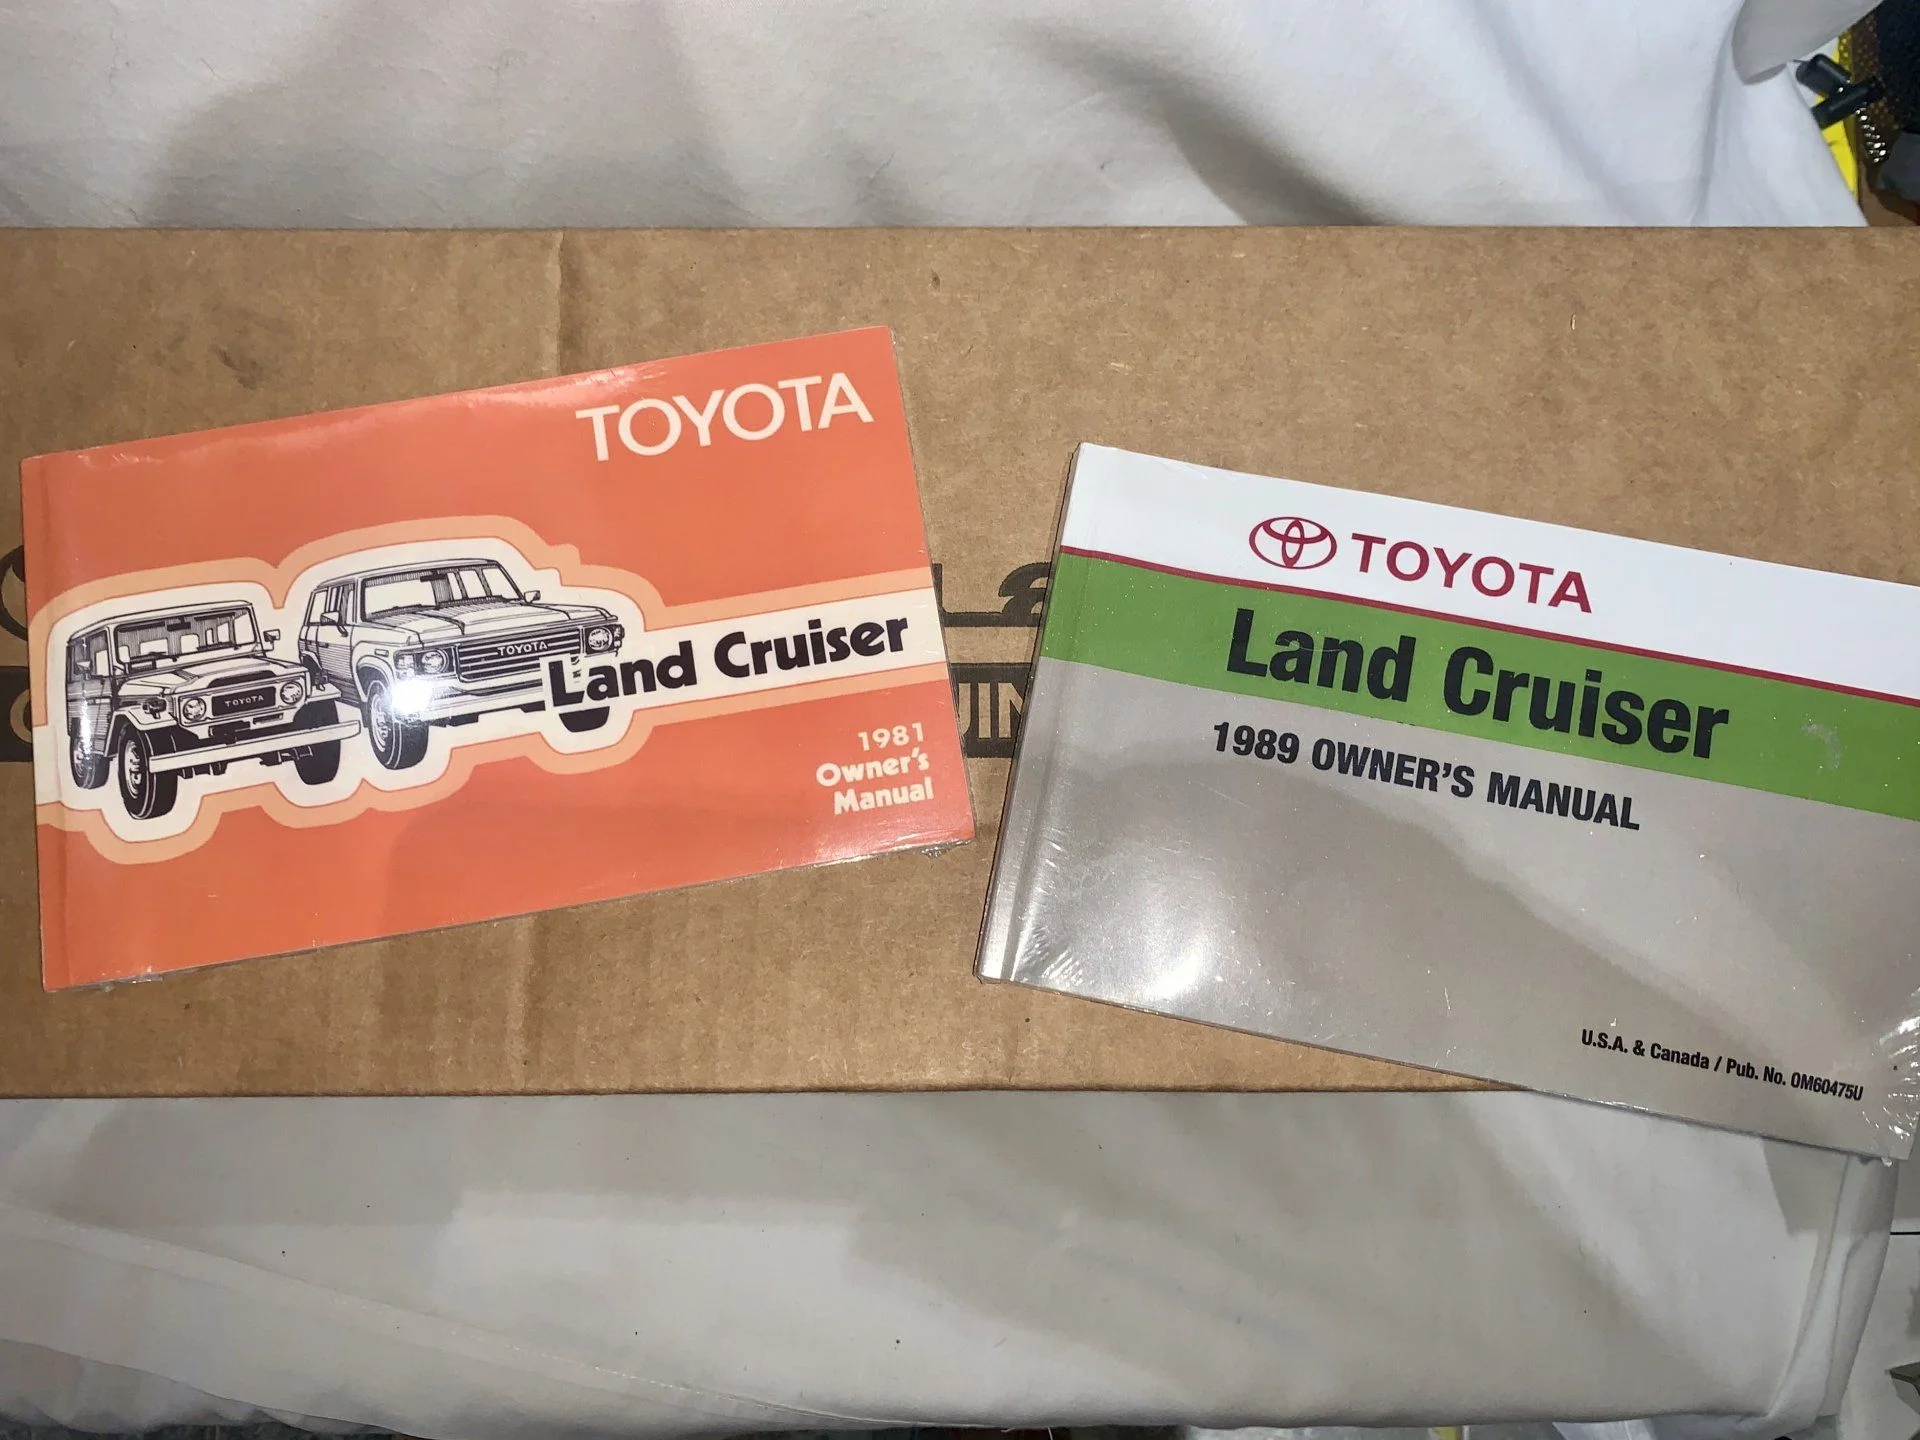 TOYOTA
TOYOTA
TOYOTA
Land Cruiser
1981
Owner's
Manual
TOYOTA
Land Cruiser
1989 OWNER'S MANUAL
U.S.A. & Canada / Pub. No. OM60475U